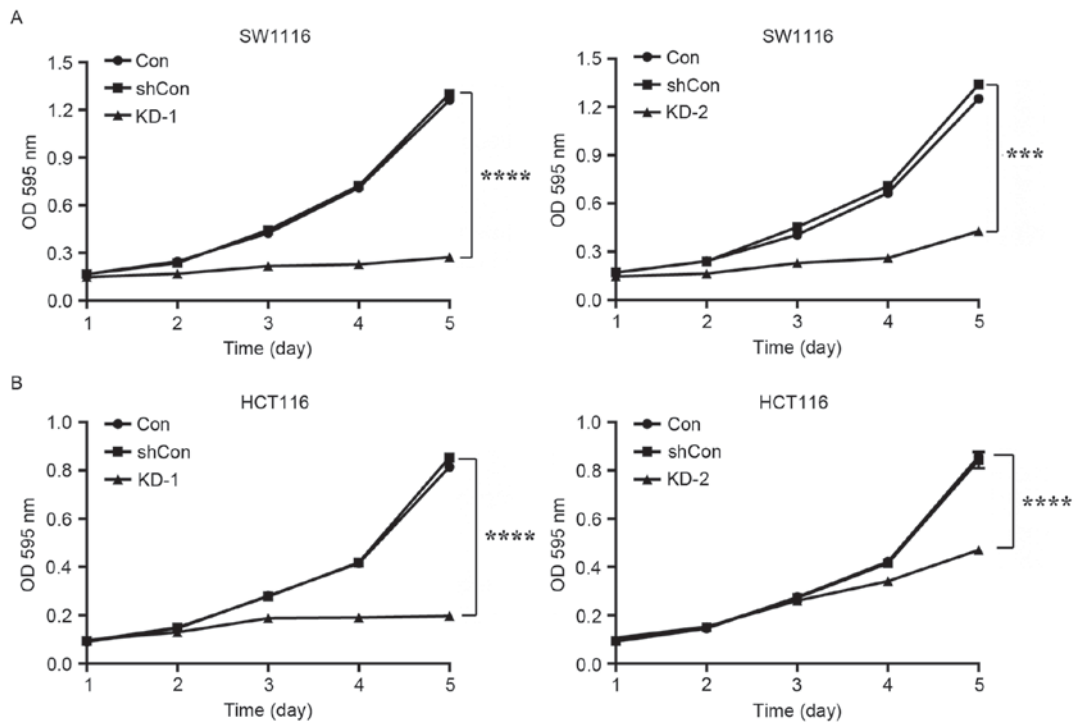 A
SW1116
Con
shCon
KD-1
1.5
1.2
0.9
0.6
0.3
0.0
OD 595 nm
1 2 3 4 5
Time (day)
****
SW1116
Con
shCon
KD-2
1.5
1.2
0.9
0.6
0.3
0.0
OD 595 nm
1 2 3 4 5
Time (day)
***
B
HCT116
Con
shCon
KD-1
1.0
0.8
0.6
0.4
0.2
0.0
OD 595 nm
1 2 3 4 5
Time (day)
****
HCT116
Con
shCon
KD-2
1.0
0.8
0.6
0.4
0.2
0.0
OD 595 nm
1 2 3 4 5
Time (day)
****